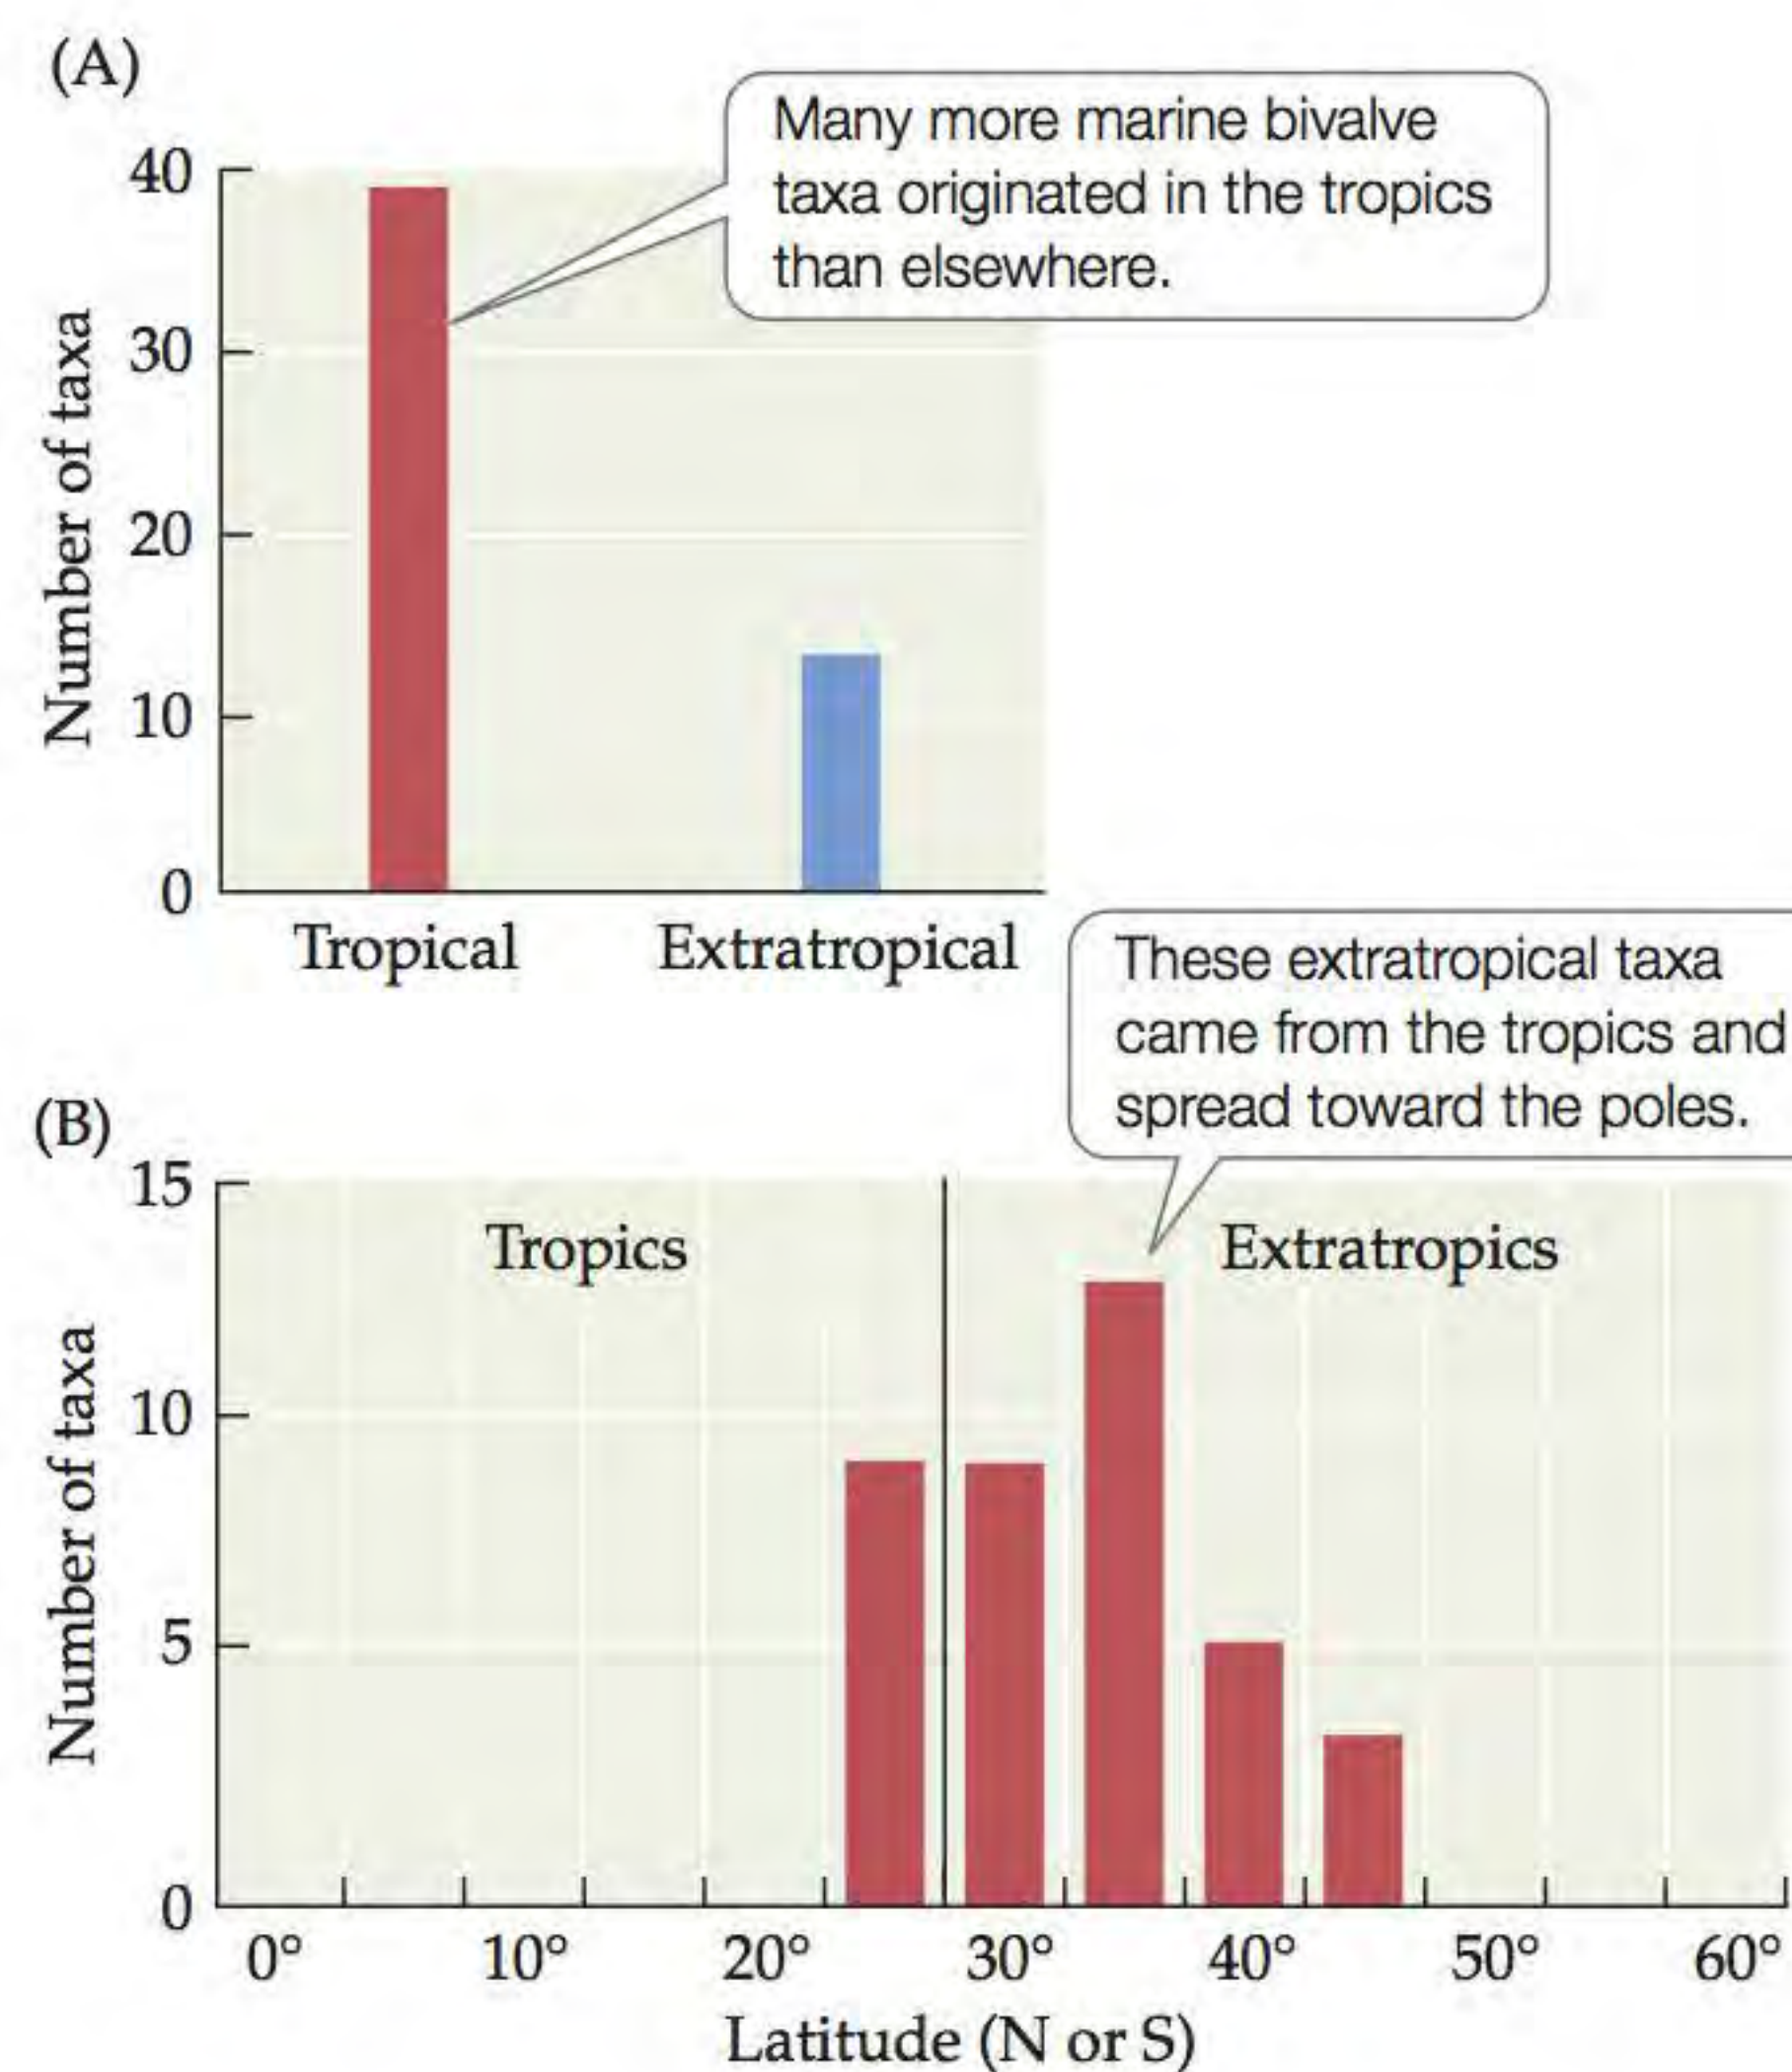 (A)
Many more marine bivalve
taxa originated in the tropics
than elsewhere.
40
30
20
10
0
Number of taxa
Tropical
Extratropical
These extratropical taxa
came from the tropics and
spread toward the poles.
(B)
15
10
5
0
Number of taxa
Tropics
Extratropics
0° 10° 20° 30° 40° 50° 60°
Latitude (N or S)